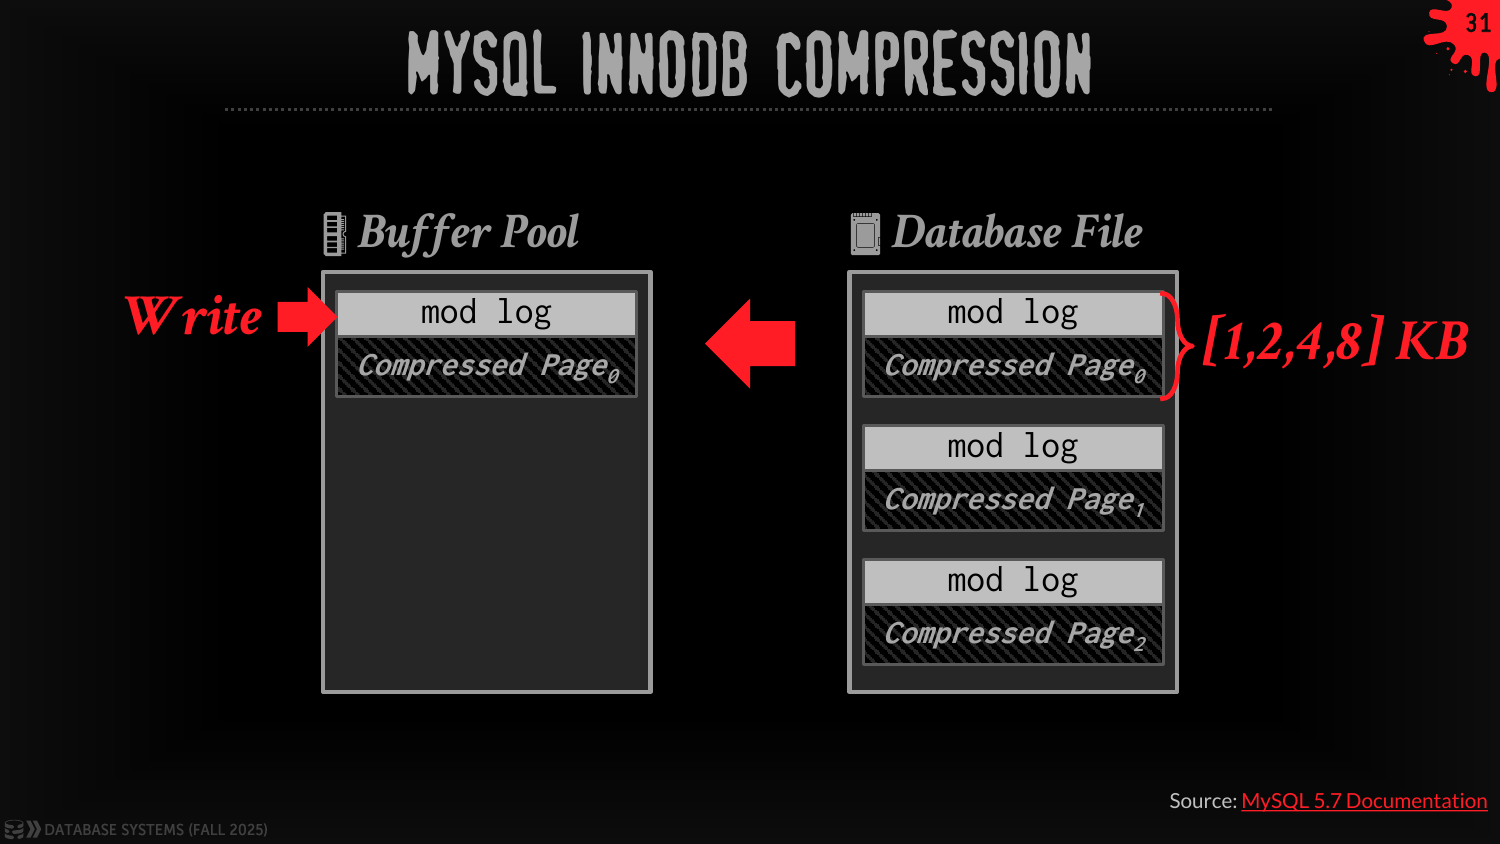 31
MYSQL INNODB COMPRESSION
Buffer Pool
Database File
Write
mod log
Compressed Page0
mod log
Compressed Page0
[1,2,4,8] KB
mod log
Compressed Page1
mod log
Compressed Page2
Source: MySQL 5.7 Documentation
DATABASE SYSTEMS (FALL 2025)